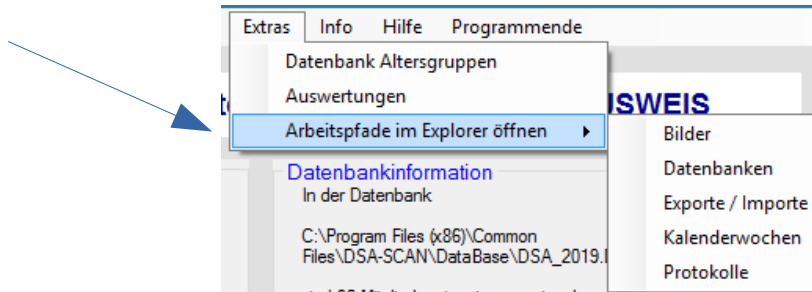 Extras Info Hilfe Programmende
Datenbank Altersgruppen
Auswertungen
ISWEIS
Arbeitspfade im Explorer öffnen
Bilder
Datenbanken
Exporte / Importe
Kalenderwochen
Protokolle
Datenbankinformation
In der Datenbank
C:\Program Files (x86)\Common
Files\DSA-SCAN\DataBase\DSA_2019.